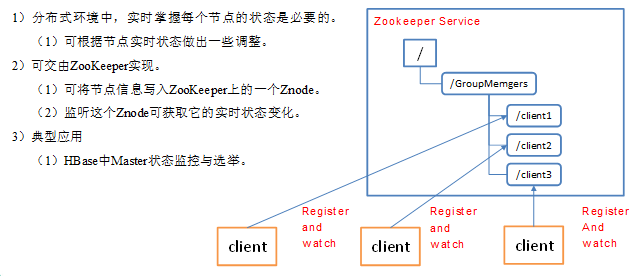 1）分布式环境中，实时掌握每个节点的状态是必要的。
（1）可根据节点实时状态做出一些调整。
2）可交由ZooKeeper实现。
（1）可将节点信息写入ZooKeeper上的一个Znode。
（2）监听这个Znode可获取它的实时状态变化。
3）典型应用
（1）HBase中Master状态监控与选举。
Zookeeper Service
/
/GroupMemgers
/client1
/client2
/client3
Register
and
watch
Register
and
watch
Register
And
watch
client
client
client